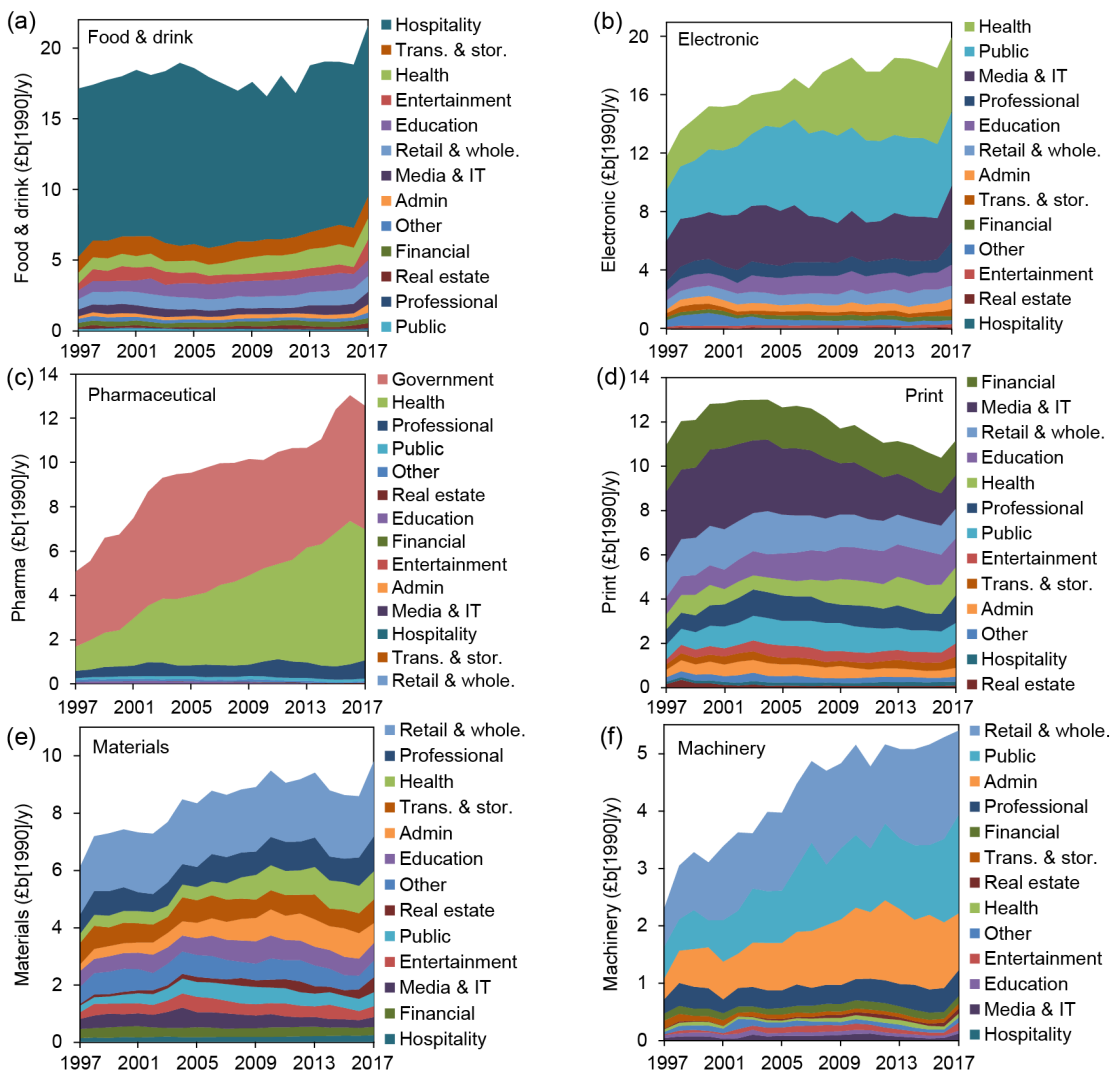 (a)
Food & drink
Food & drink (£b[1990]/y)
20
15
10
5
0
1997
2001
2005
2009
2013
2017
Hospitality
Trans. & stor.
Health
Entertainment
Education
Retail & whole.
Media & IT
Admin
Other
Financial
Real estate
Professional
Public
(b)
Electronic
Electronic (£b[1990]/y)
20
16
12
8
4
0
1997
2001
2005
2009
2013
2017
Health
Public
Media & IT
Professional
Education
Retail & whole.
Admin
Trans. & stor.
Financial
Other
Entertainment
Real estate
Hospitality
(c)
Pharmaceutical
Pharma (£b[1990]/y)
14
12
10
8
6
4
2
0
1997
2001
2005
2009
2013
2017
Government
Health
Professional
Public
Other
Real estate
Education
Financial
Entertainment
Admin
Media & IT
Hospitality
Trans. & stor.
Retail & whole.
(d)
Print
Print (£b[1990]/y)
14
12
10
8
6
4
2
0
1997
2001
2005
2009
2013
2017
Financial
Media & IT
Retail & whole.
Education
Health
Professional
Public
Entertainment
Trans. & stor.
Admin
Other
Hospitality
Real estate
(e)
Materials
Materials (£b[1990]/y)
10
8
6
4
2
0
1997
2001
2005
2009
2013
2017
Retail & whole.
Professional
Health
Trans. & stor.
Admin
Education
Other
Real estate
Public
Entertainment
Media & IT
Financial
Hospitality
(f)
Machinery
Machinery (£b[1990]/y)
5
4
3
2
1
0
1997
2001
2005
2009
2013
2017
Retail & whole.
Public
Admin
Professional
Financial
Trans. & stor.
Real estate
Health
Other
Entertainment
Education
Media & IT
Hospitality